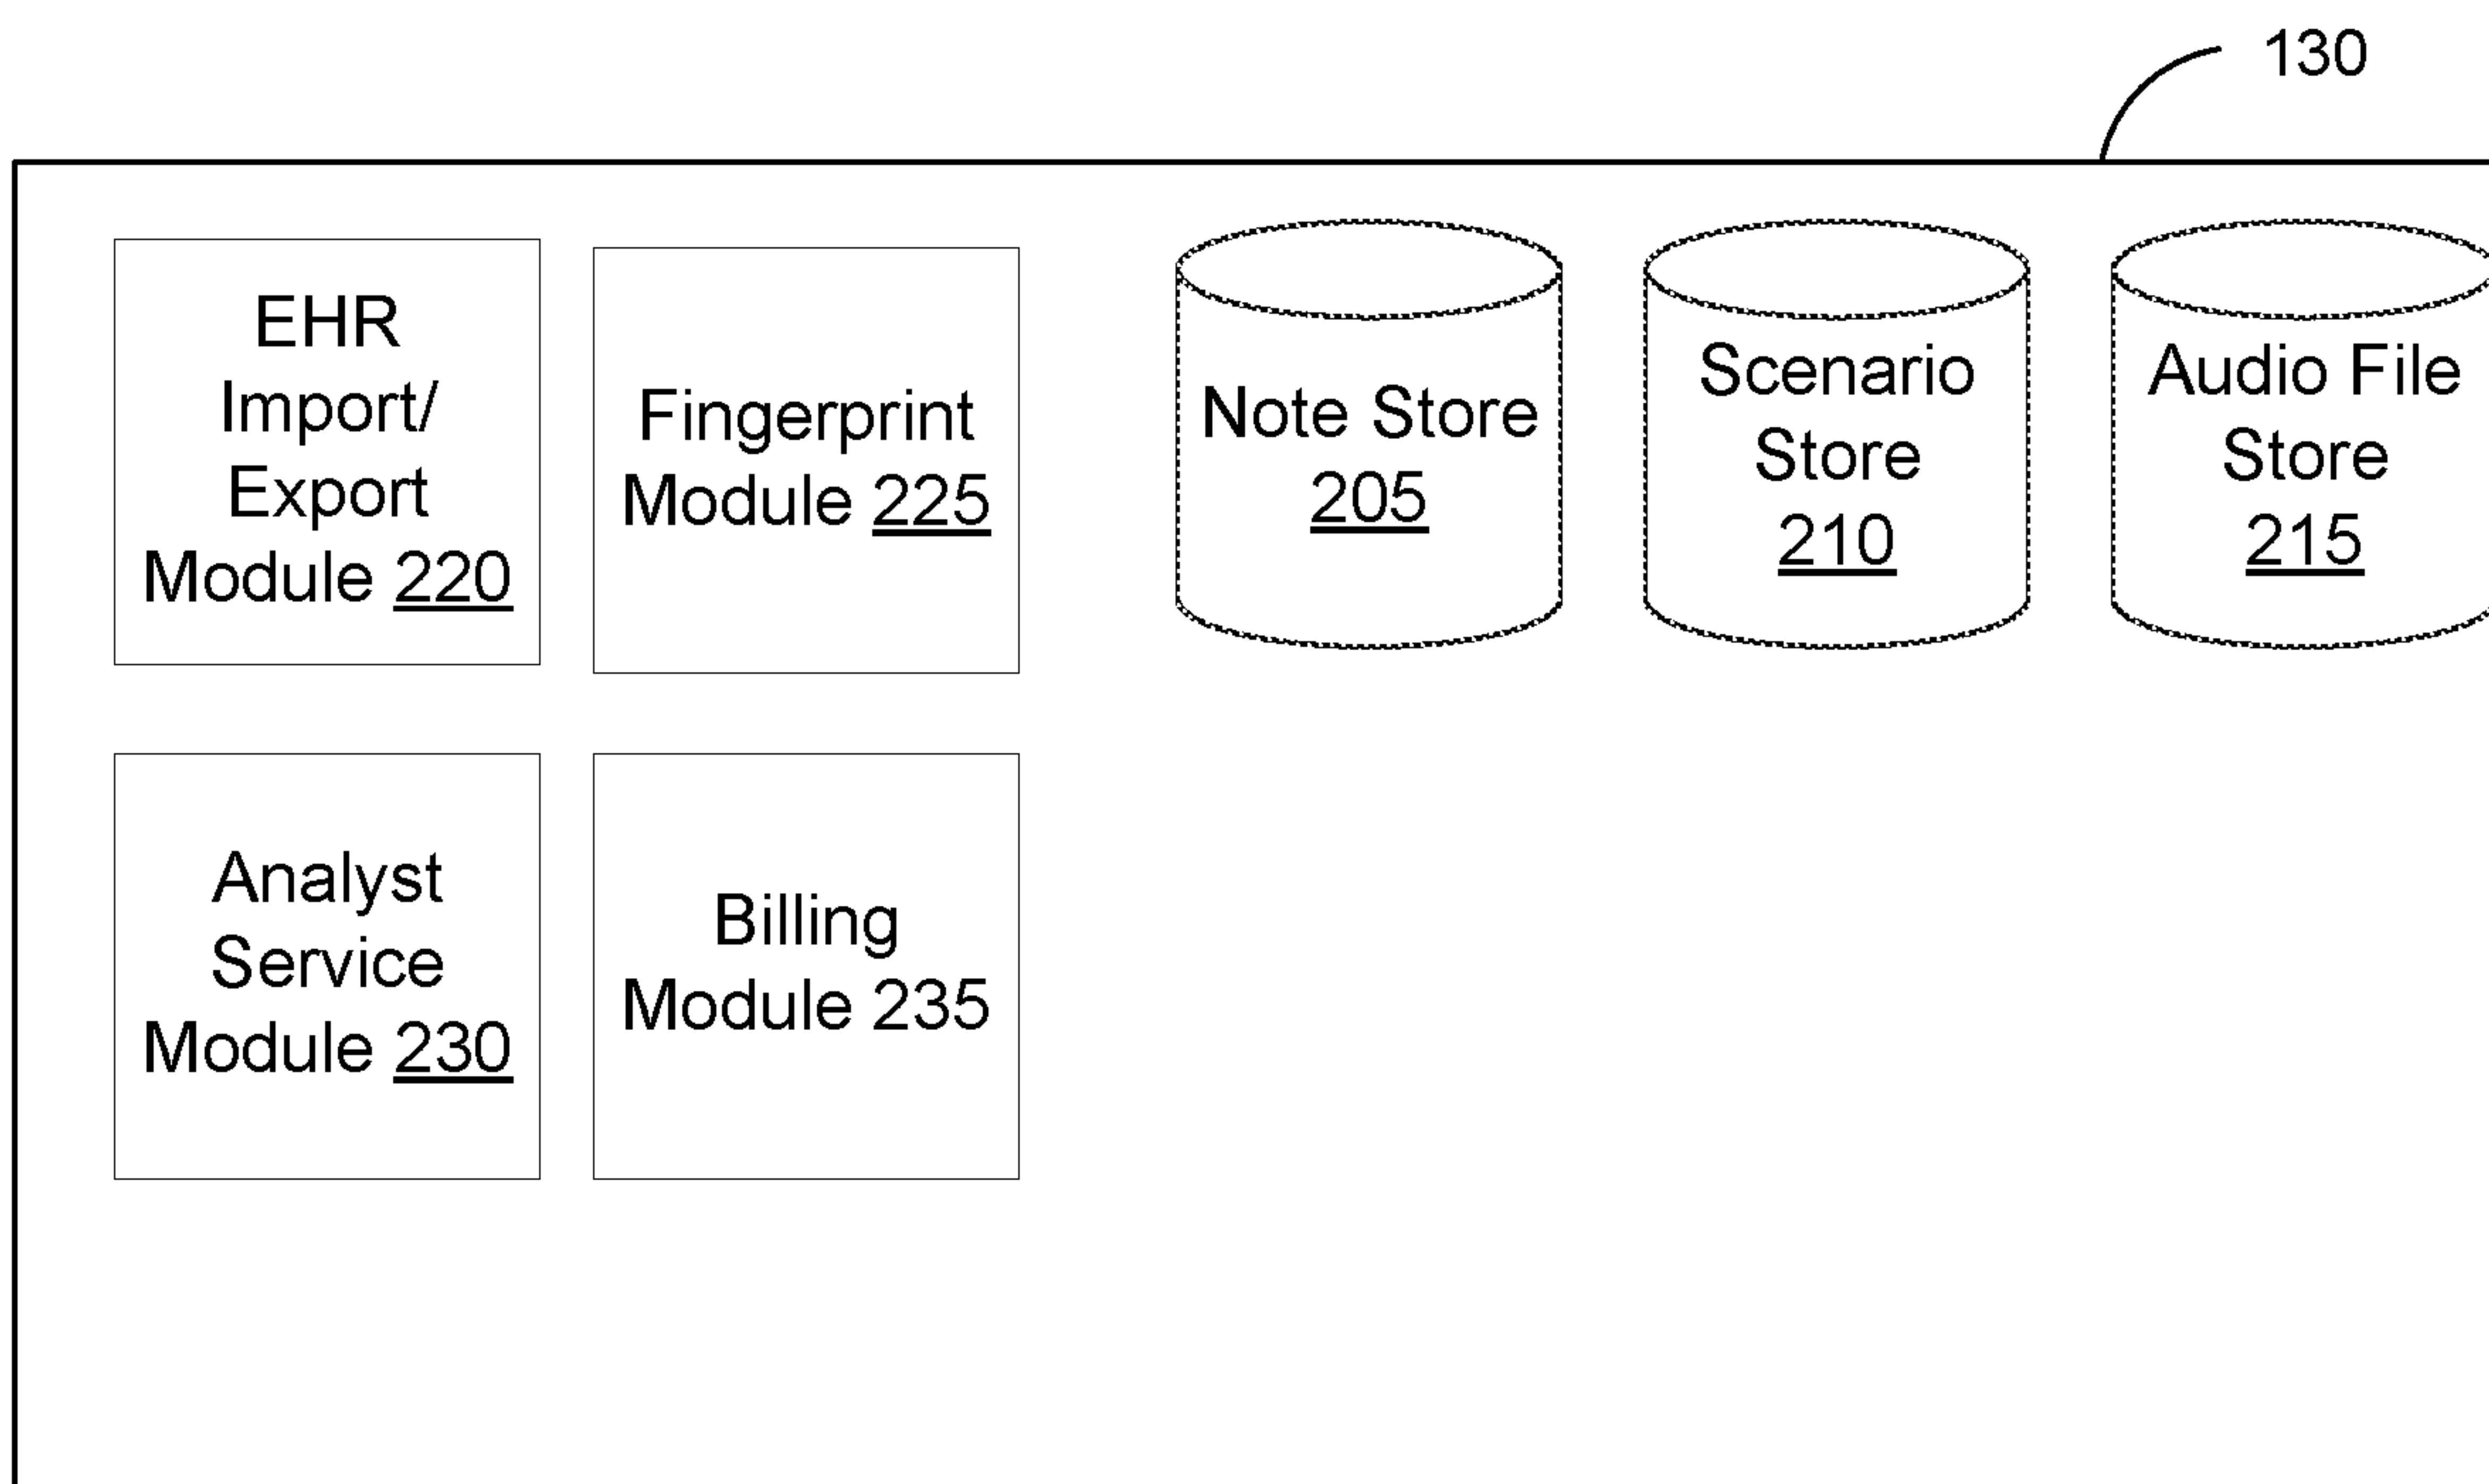 130
EHR
Import/
Export
Module 220
Fingerprint
Module 225
Note Store
205
Scenario
Store
210
Audio File
Store
215
Analyst
Service
Module 230
Billing
Module 235